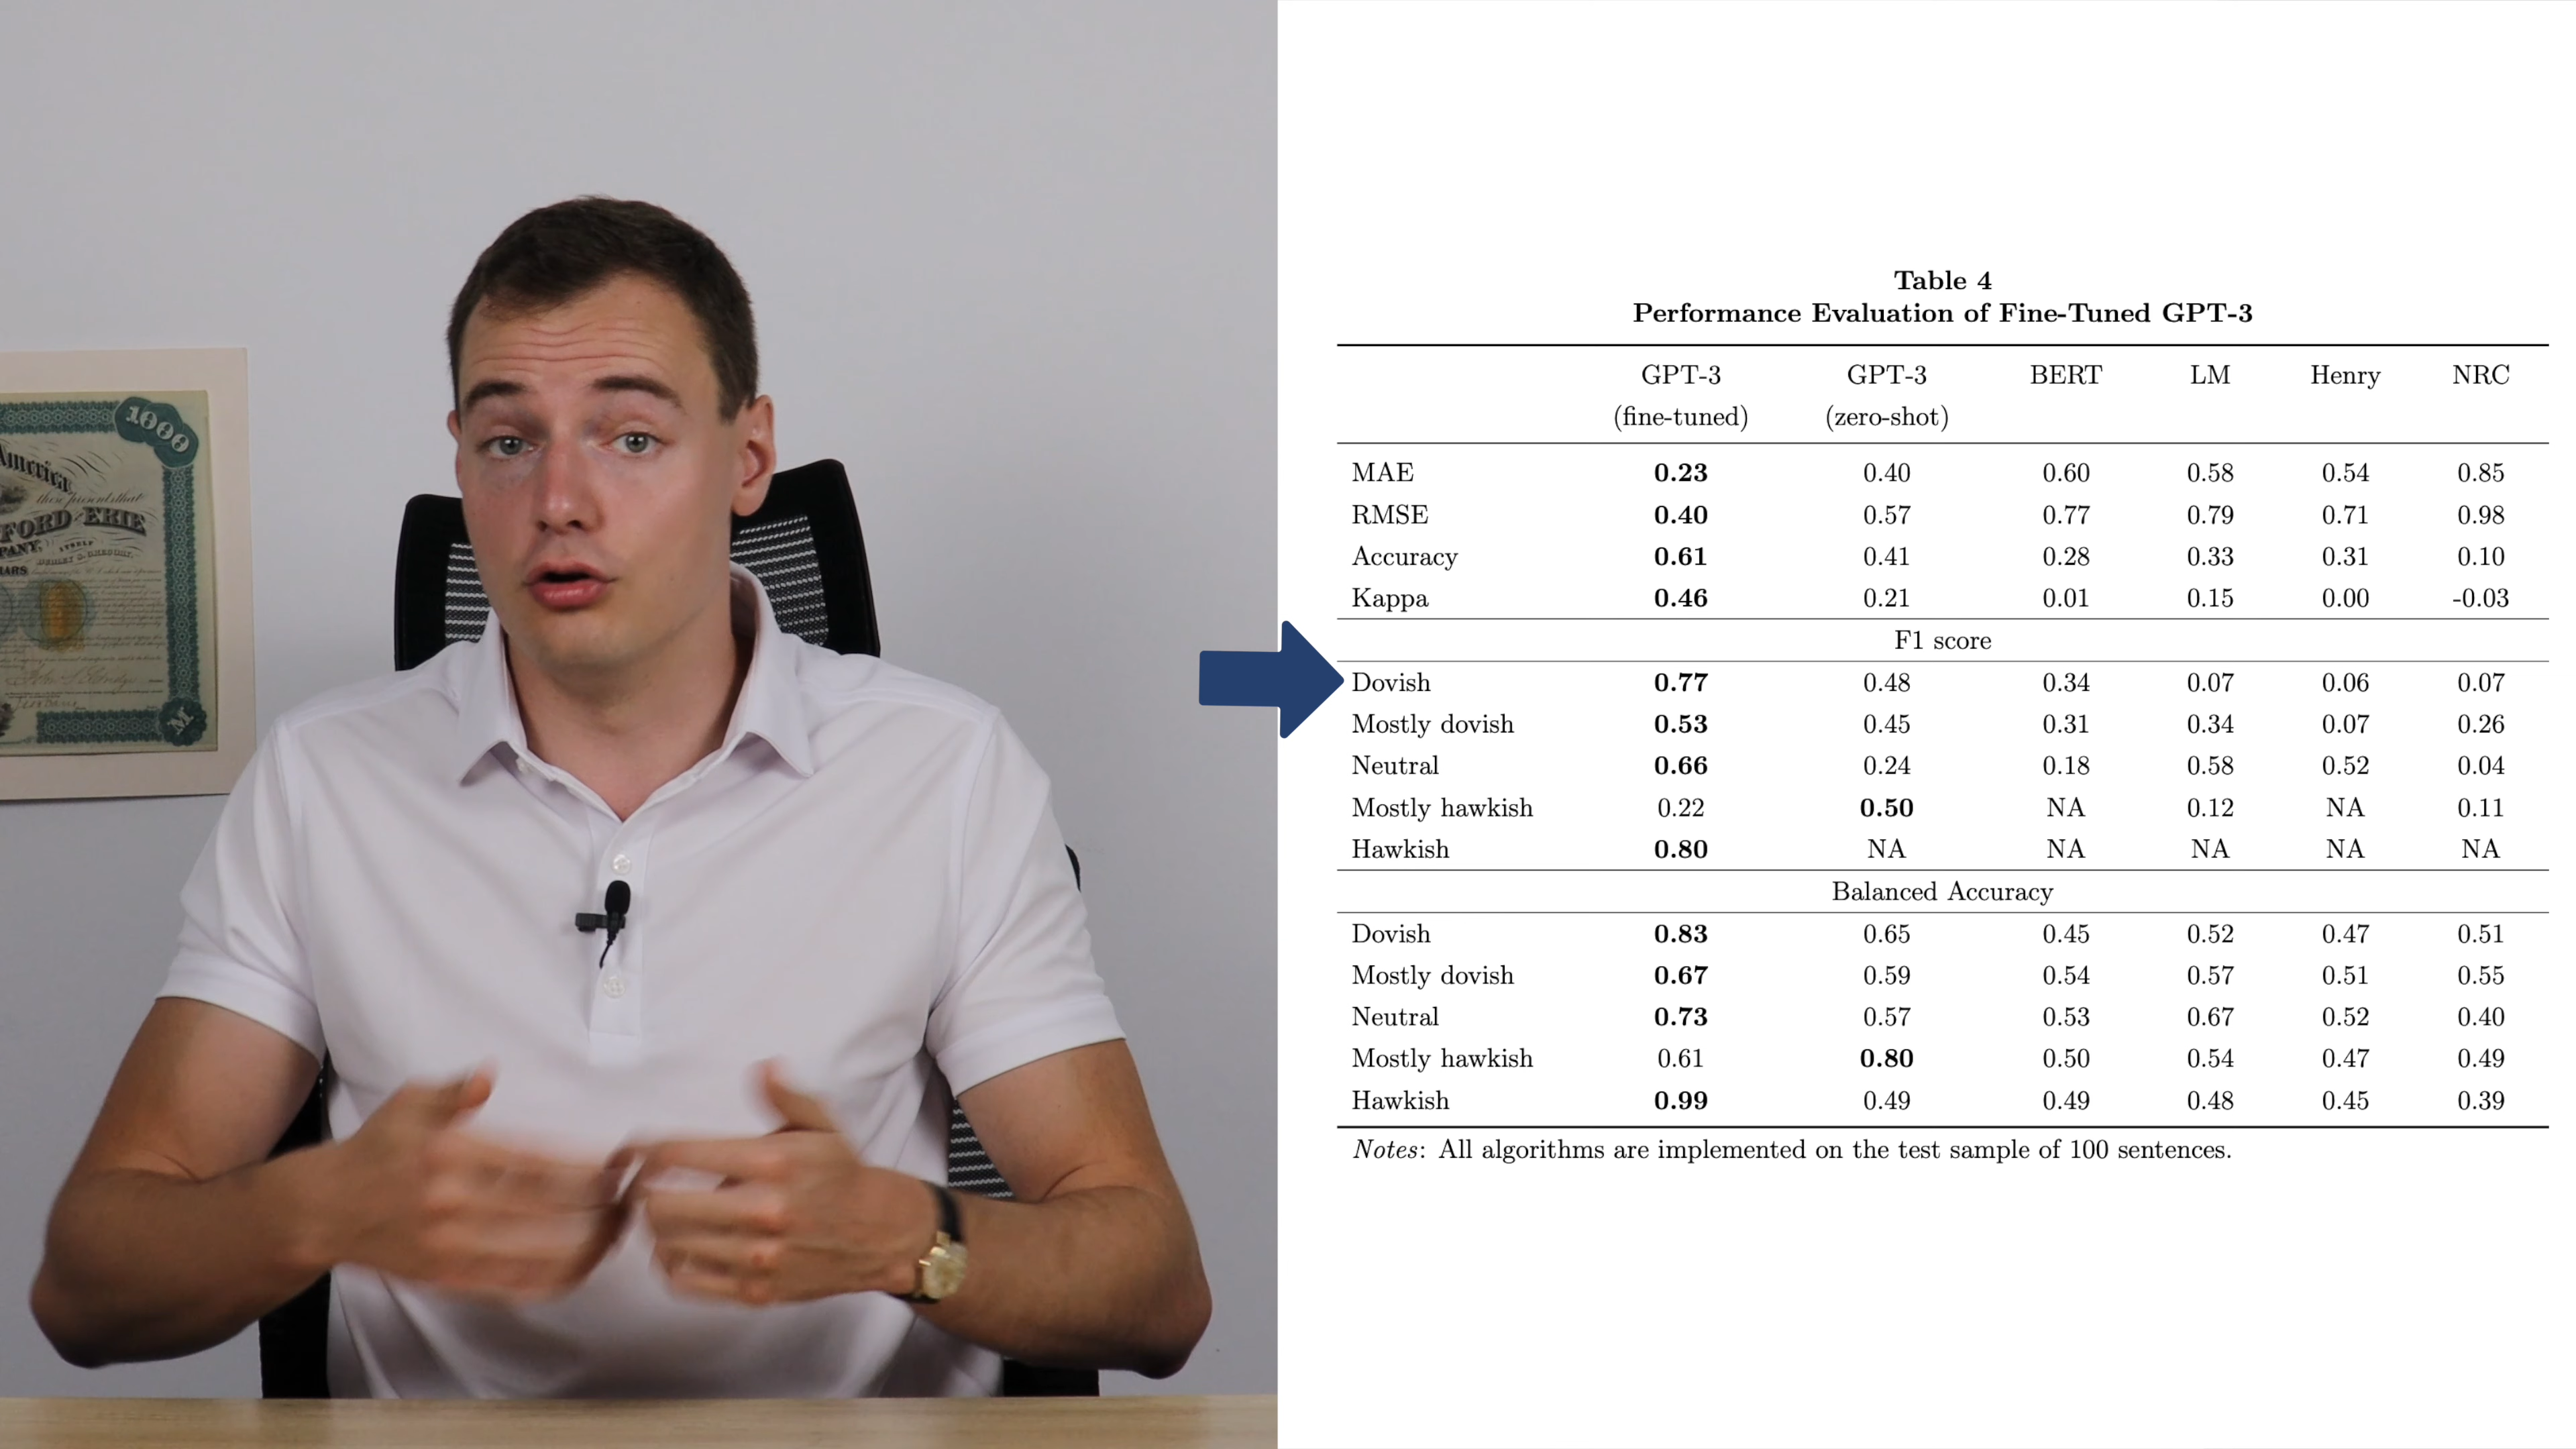 1000
America
these present that
FORD ERIE
Table 4
Performance Evaluation of Fine-Tuned GPT-3
GPT-3 GPT-3 BERT LM Henry NRC
(fine-tuned) (zero-shot)
MAE 0.23 0.40 0.60 0.58 0.54 0.85
RMSE 0.40 0.57 0.77 0.79 0.71 0.98
Accuracy 0.61 0.41 0.28 0.33 0.31 0.10
Kappa 0.46 0.21 0.01 0.15 0.00 -0.03
F1 score
Dovish 0.77 0.48 0.34 0.07 0.06 0.07
Mostly dovish 0.53 0.45 0.31 0.34 0.07 0.26
Neutral 0.66 0.24 0.18 0.58 0.52 0.04
Mostly hawkish 0.22 0.50 NA 0.12 NA 0.11
Hawkish 0.80 NA NA NA NA NA
Balanced Accuracy
Dovish 0.83 0.65 0.45 0.52 0.47 0.51
Mostly dovish 0.67 0.59 0.54 0.57 0.51 0.55
Neutral 0.73 0.57 0.53 0.67 0.52 0.40
Mostly hawkish 0.61 0.80 0.50 0.54 0.47 0.49
Hawkish 0.99 0.49 0.49 0.48 0.45 0.39
Notes: All algorithms are implemented on the test sample of 100 sentences.